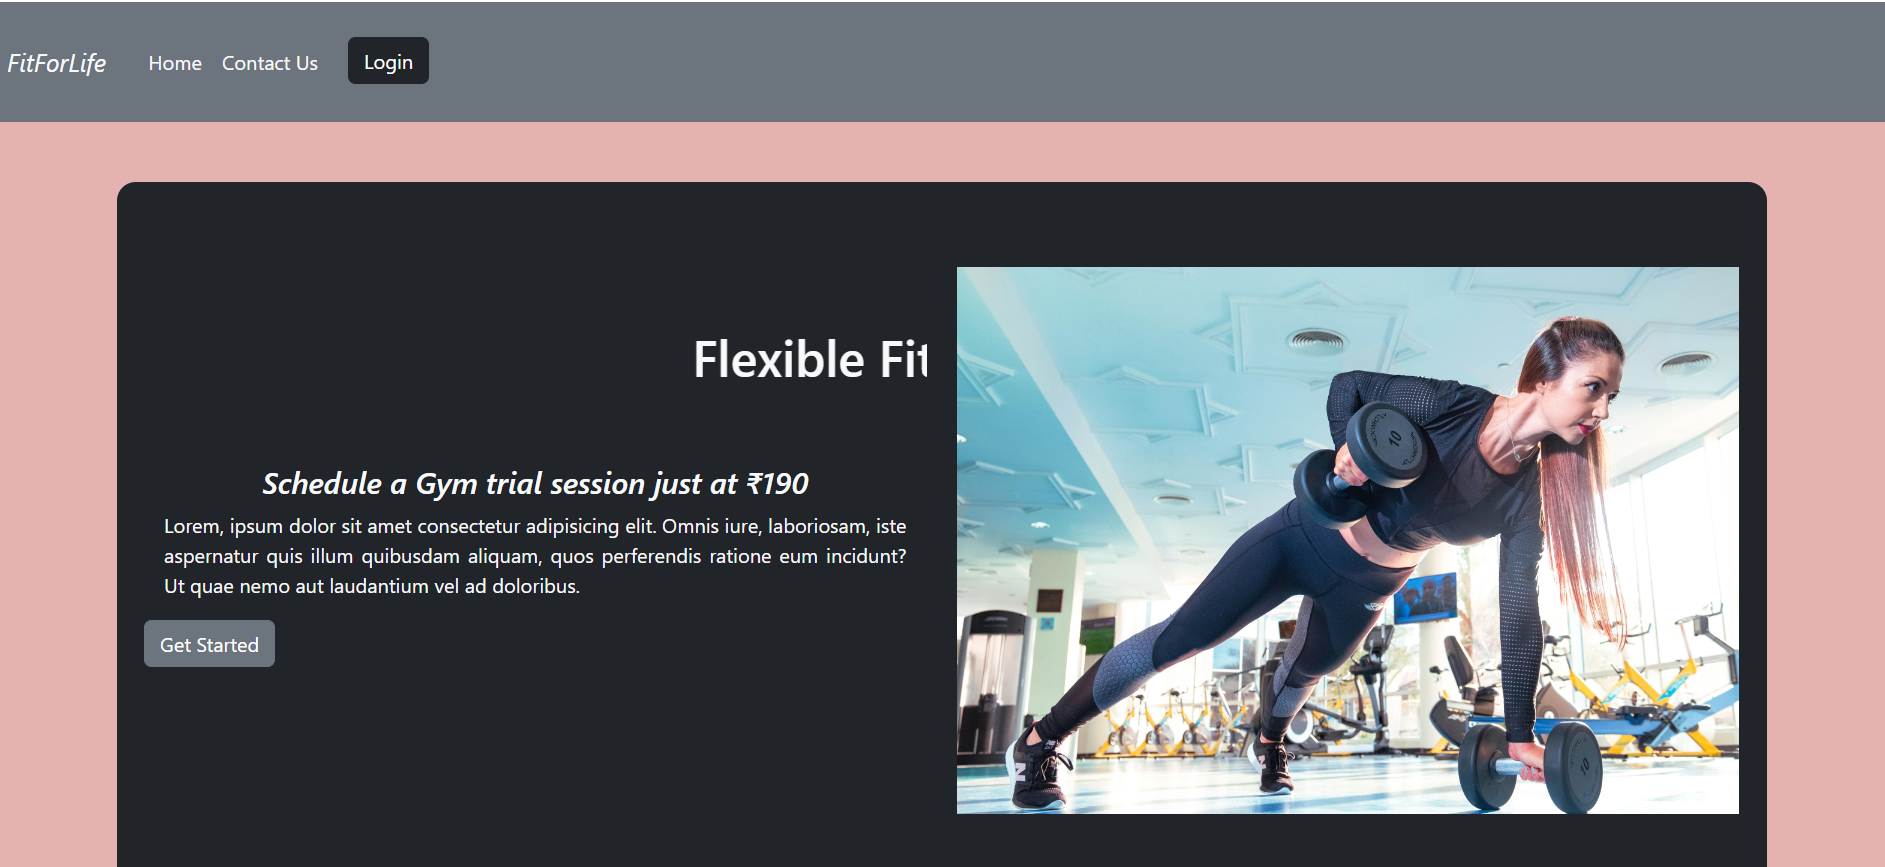 FitForLife Home Contact Us Login
Flexible Fit
Schedule a Gym trial session just at ₹190
Lorem, ipsum dolor sit amet consectetur adipisicing elit. Omnis iure, laboriosam, iste
aspernatur quis illum quibusdam aliquam, quos perferendis ratione eum incidunt?
Ut quae nemo aut laudantium vel ad doloribus.
Get Started
10
10